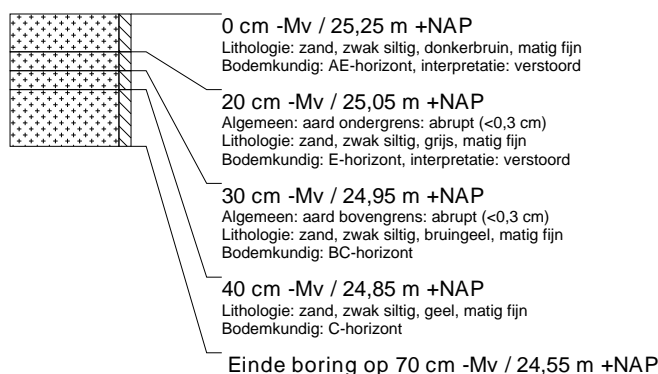 0 cm -Mv / 25,25 m +NAP
Lithologie: zand, zwak siltig, donkerbruin, matig fijn
Bodemkundig: AE-horizont, interpretatie: verstoord
20 cm -Mv / 25,05 m +NAP
Algemeen: aard ondergrens: abrupt (<0,3 cm)
Lithologie: zand, zwak siltig, grijs, matig fijn
Bodemkundig: E-horizont, interpretatie: verstoord
30 cm -Mv / 24,95 m +NAP
Algemeen: aard bovengrens: abrupt (<0,3 cm)
Lithologie: zand, zwak siltig, bruingeel, matig fijn
Bodemkundig: BC-horizont
40 cm -Mv / 24,85 m +NAP
Lithologie: zand, zwak siltig, geel, matig fijn
Bodemkundig: C-horizont
Einde boring op 70 cm -Mv / 24,55 m +NAP